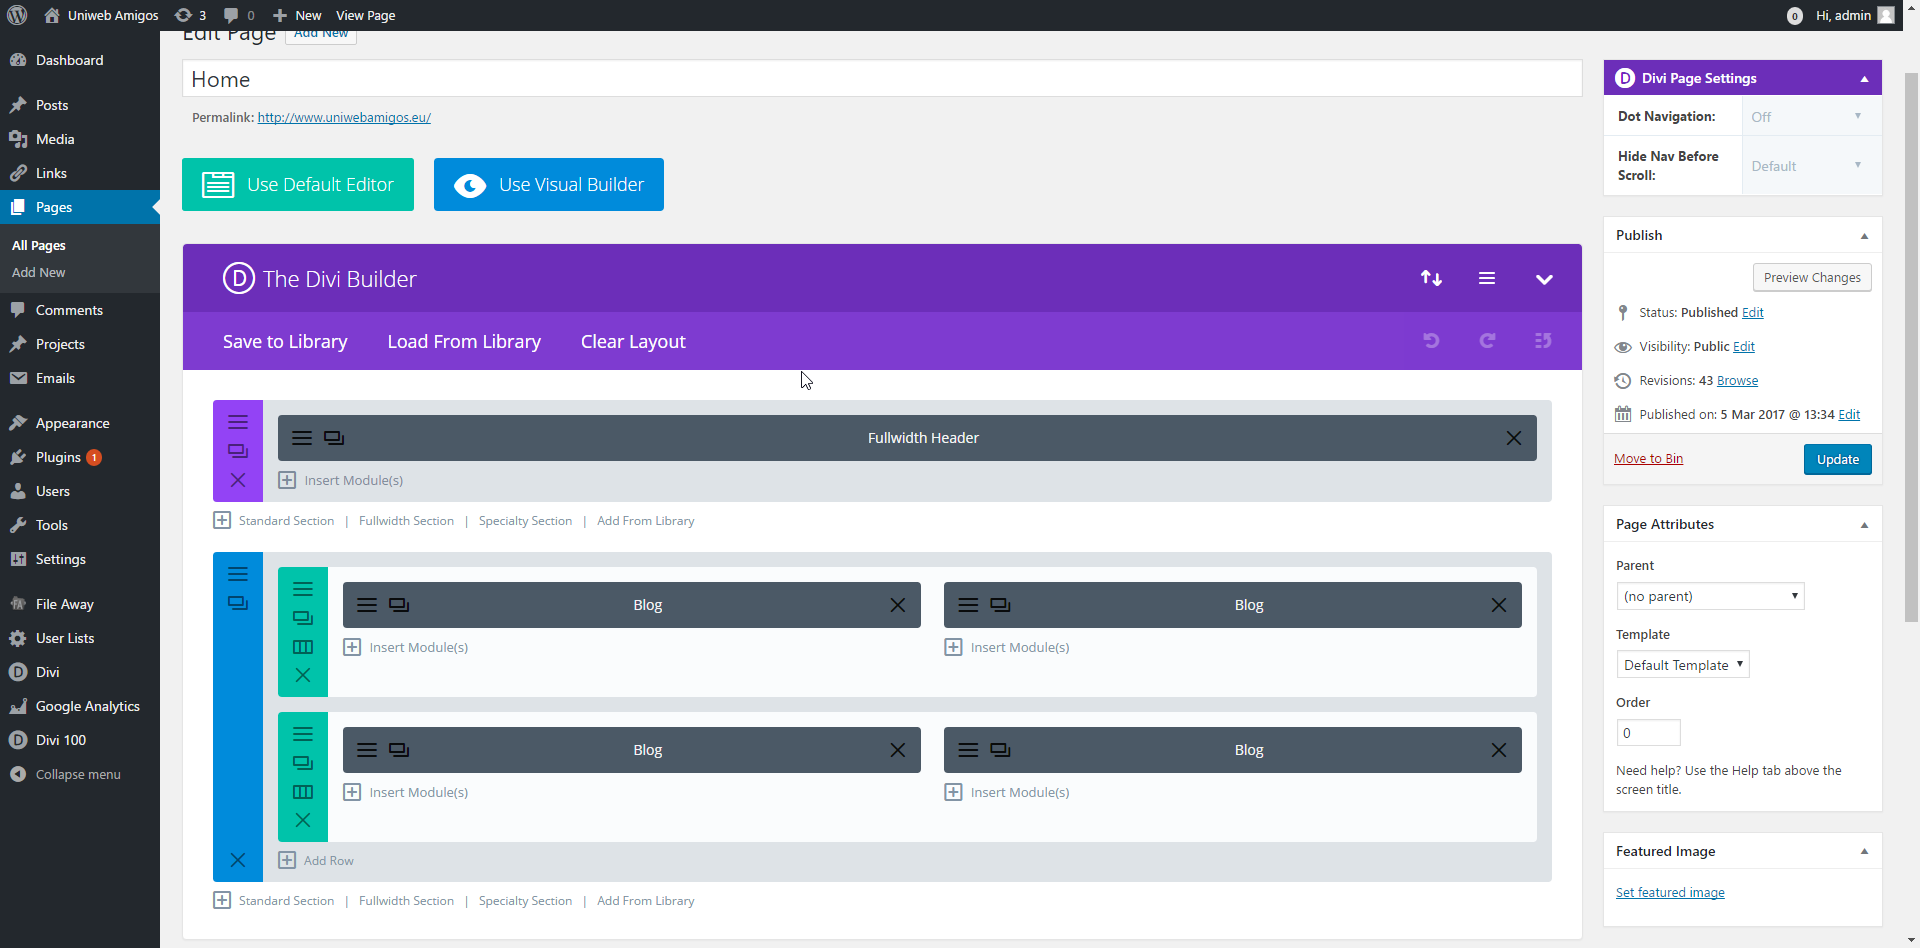 Uniweb Amigos 3 0 New View Page 0 Hi, admin
Dashboard
Posts
Media
Links
Pages
All Pages
Add New
Comments
Projects
Emails
Appearance
Plugins 1
Users
Tools
Settings
File Away
User Lists
Divi
Google Analytics
Divi 100
Collapse menu
Edit Page Add New
Home
Permalink: http://www.uniwebamigos.eu/
Use Default Editor Use Visual Builder
The Divi Builder
Save to Library Load From Library Clear Layout
Fullwidth Header
Insert Module(s)
Standard Section | Fullwidth Section | Specialty Section | Add From Library
Blog Blog
Insert Module(s) Insert Module(s)
Blog Blog
Insert Module(s) Insert Module(s)
Add Row
Standard Section | Fullwidth Section | Specialty Section | Add From Library
Divi Page Settings
Dot Navigation: Off
Hide Nav Before
Scroll:
Default
Publish
Preview Changes
Status: Published Edit
Visibility: Public Edit
Revisions: 43 Browse
Published on: 5 Mar 2017 @ 13:34 Edit
Move to Bin Update
Page Attributes
Parent
(no parent)
Template
Default Template
Order
0
Need help? Use the Help tab above the
screen title.
Featured Image
Set featured image